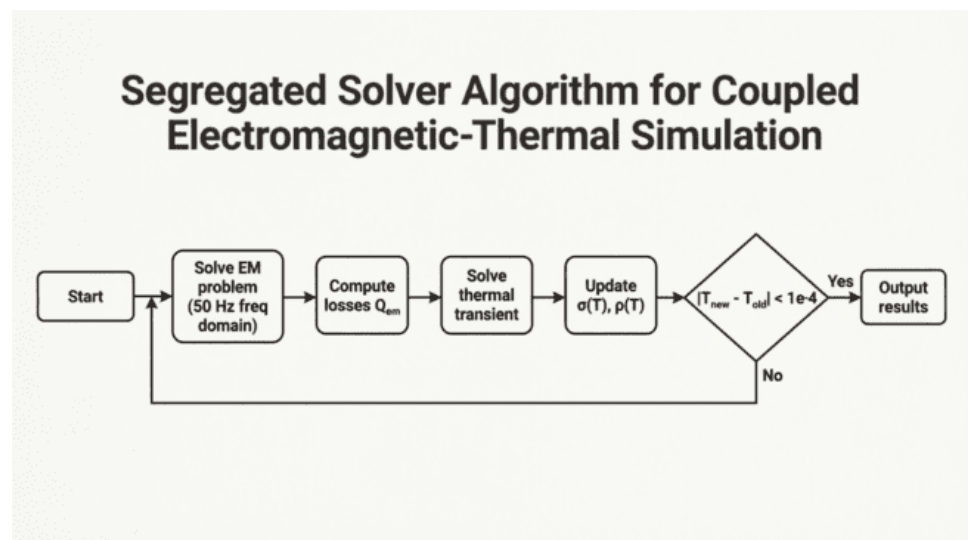 Segregated Solver Algorithm for Coupled
Electromagnetic-Thermal Simulation
Start
Solve EM
problem
(50 Hz freq
domain)
Compute
losses Qₑₘ
Solve
thermal
transient
Update
σ(T), ρ(T)
|Tₙₑw - Tₒₗd| < 1e-4
Yes
Output
results
No